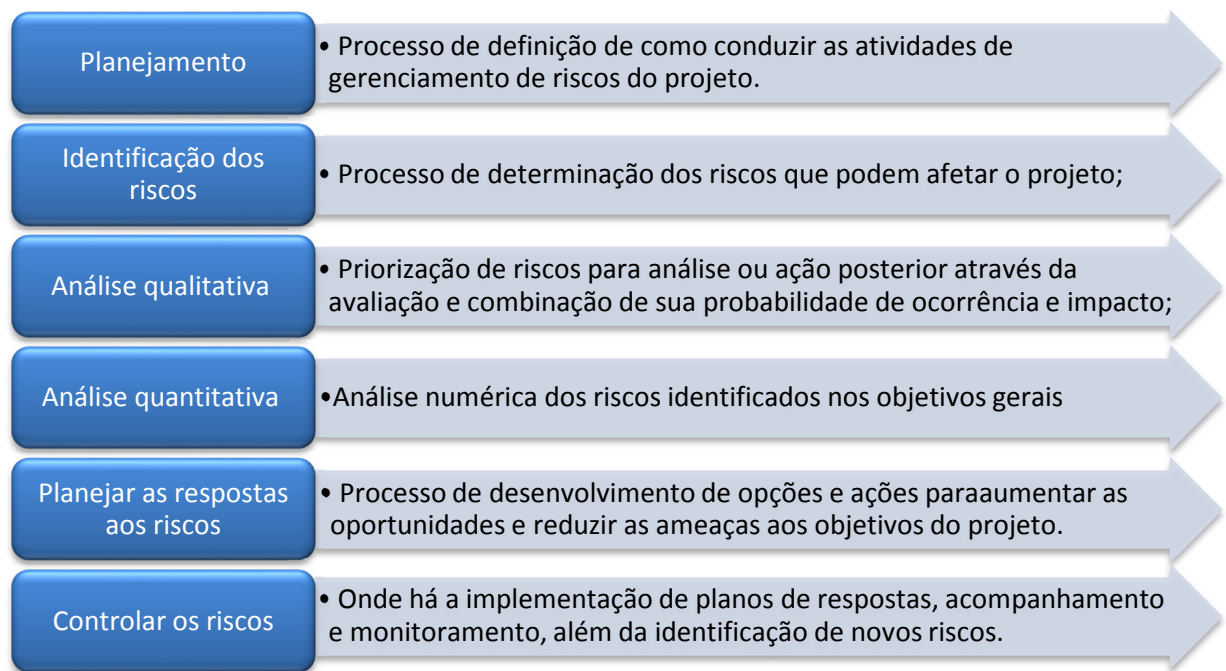 Planejamento
• Processo de definição de como conduzir as atividades de
gerenciamento de riscos do projeto.
Identificação dos
riscos
• Processo de determinação dos riscos que podem afetar o projeto;
Análise qualitativa
• Priorização de riscos para análise ou ação posterior através da
avaliação e combinação de sua probabilidade de ocorrência e impacto;
Análise quantitativa
•Análise numérica dos riscos identificados nos objetivos gerais
Planejar as respostas
aos riscos
• Processo de desenvolvimento de opções e ações paraaumentar as
oportunidades e reduzir as ameaças aos objetivos do projeto.
Controlar os riscos
• Onde há a implementação de planos de respostas, acompanhamento
e monitoramento, além da identificação de novos riscos.